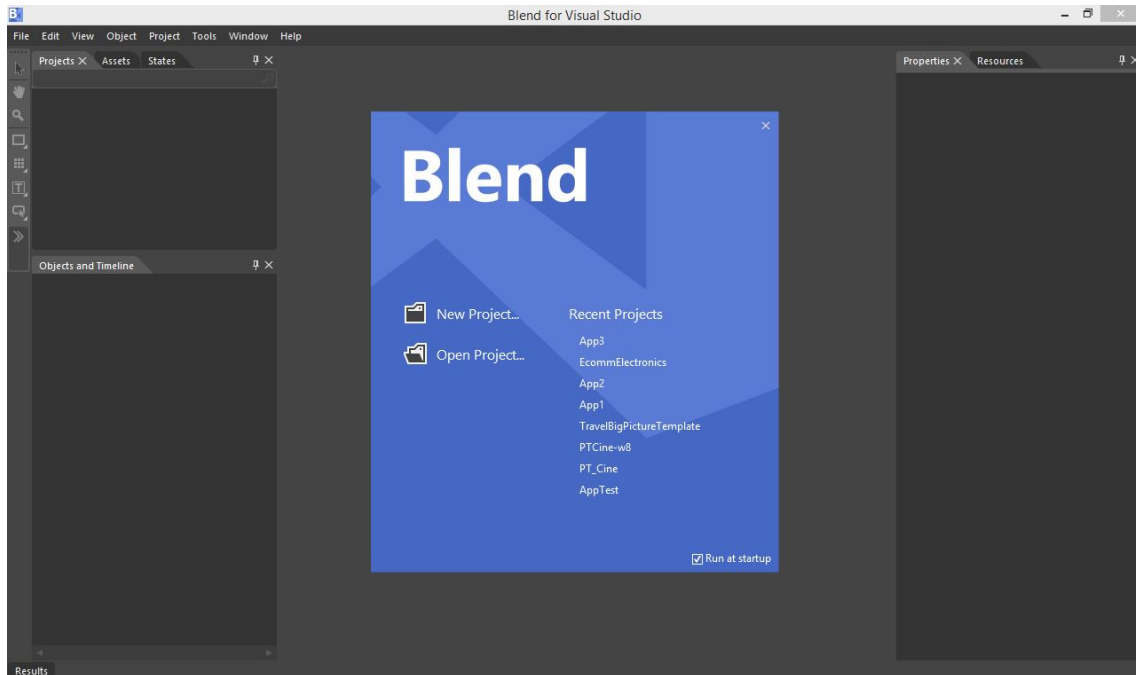 Blend for Visual Studio
File Edit View Object Project Tools Window Help
Projects Assets States
Properties Resources
Blend
Objects and Timeline
New Project...
Open Project...
Recent Projects
App3
EcommElectronics
App2
App1
TravelBigPictureTemplate
PTCine-w8
PT_Cine
AppTest
Run at startup
Results